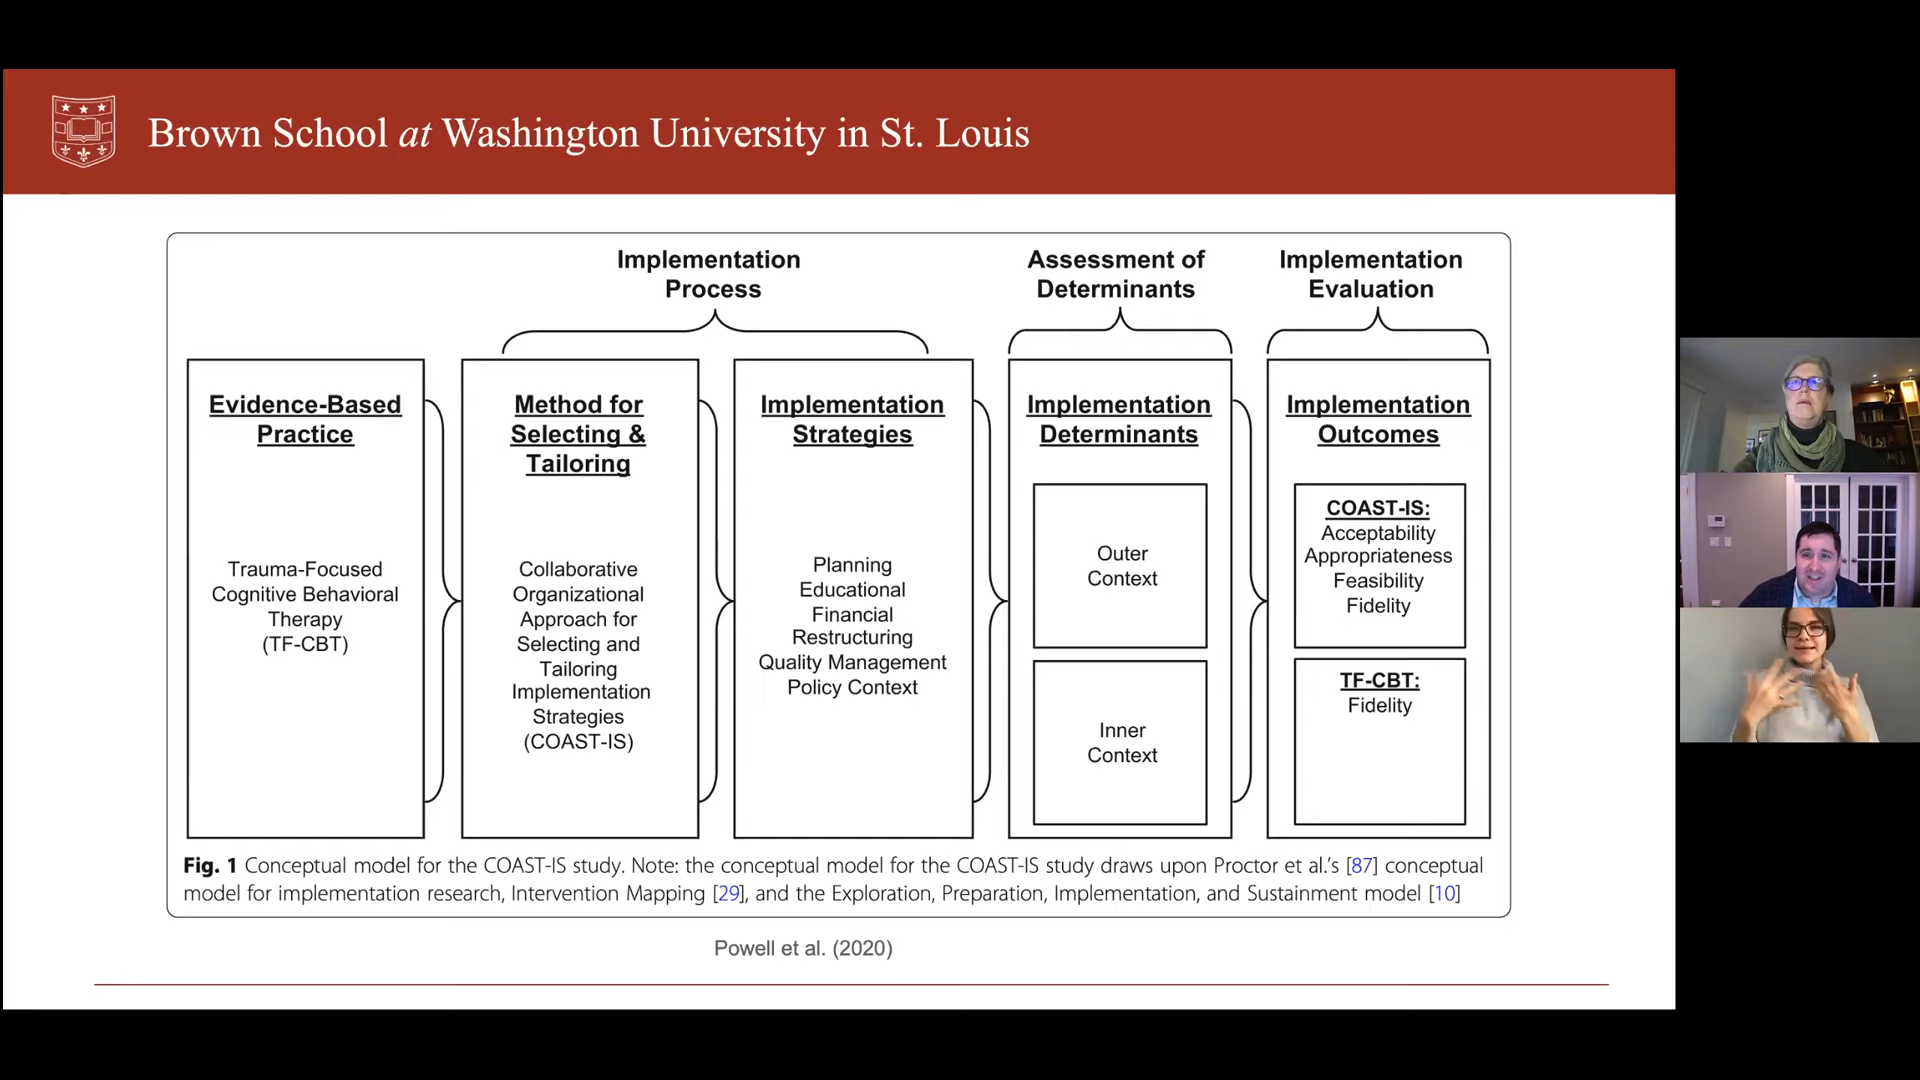 Brown School at Washington University in St. Louis
Implementation
Process
Assessment of
Determinants
Implementation
Evaluation
Evidence-Based
Practice
Trauma-Focused
Cognitive Behavioral
Therapy
(TF-CBT)
Method for
Selecting &
Tailoring
Collaborative
Organizational
Approach for
Selecting and
Tailoring
Implementation
Strategies
(COAST-IS)
Implementation
Strategies
Planning
Educational
Financial
Restructuring
Quality Management
Policy Context
Implementation
Determinants
Outer
Context
Inner
Context
Implementation
Outcomes
COAST-IS:
Acceptability
Appropriateness
Feasibility
Fidelity
TF-CBT:
Fidelity
Fig. 1 Conceptual model for the COAST-IS study. Note: the conceptual model for the COAST-IS study draws upon Proctor et al.’s [87] conceptual
model for implementation research, Intervention Mapping [29], and the Exploration, Preparation, Implementation, and Sustainment model [10]
Powell et al. (2020)